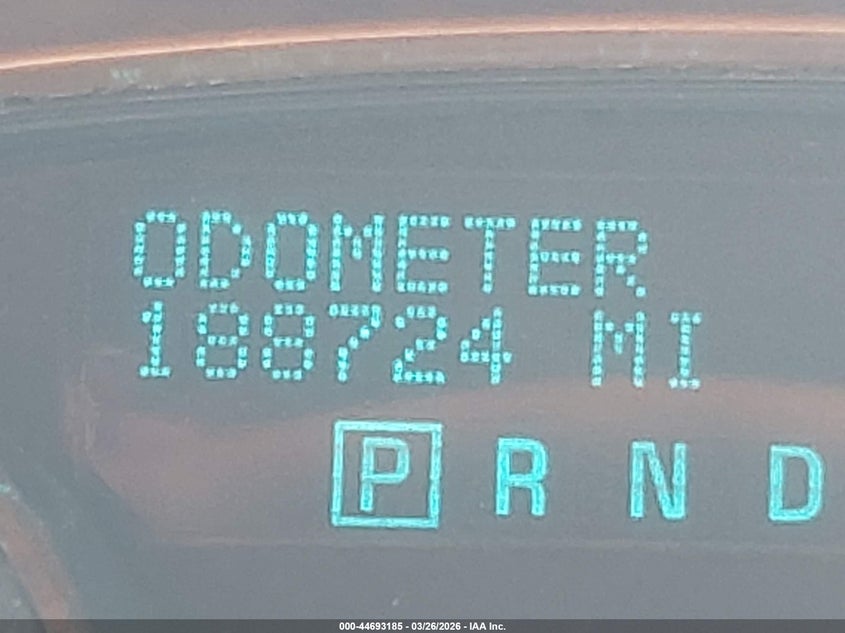 ODOMETER
188724 MI
P R N D
000-44693185 - 03/26/2026 - IAA Inc.